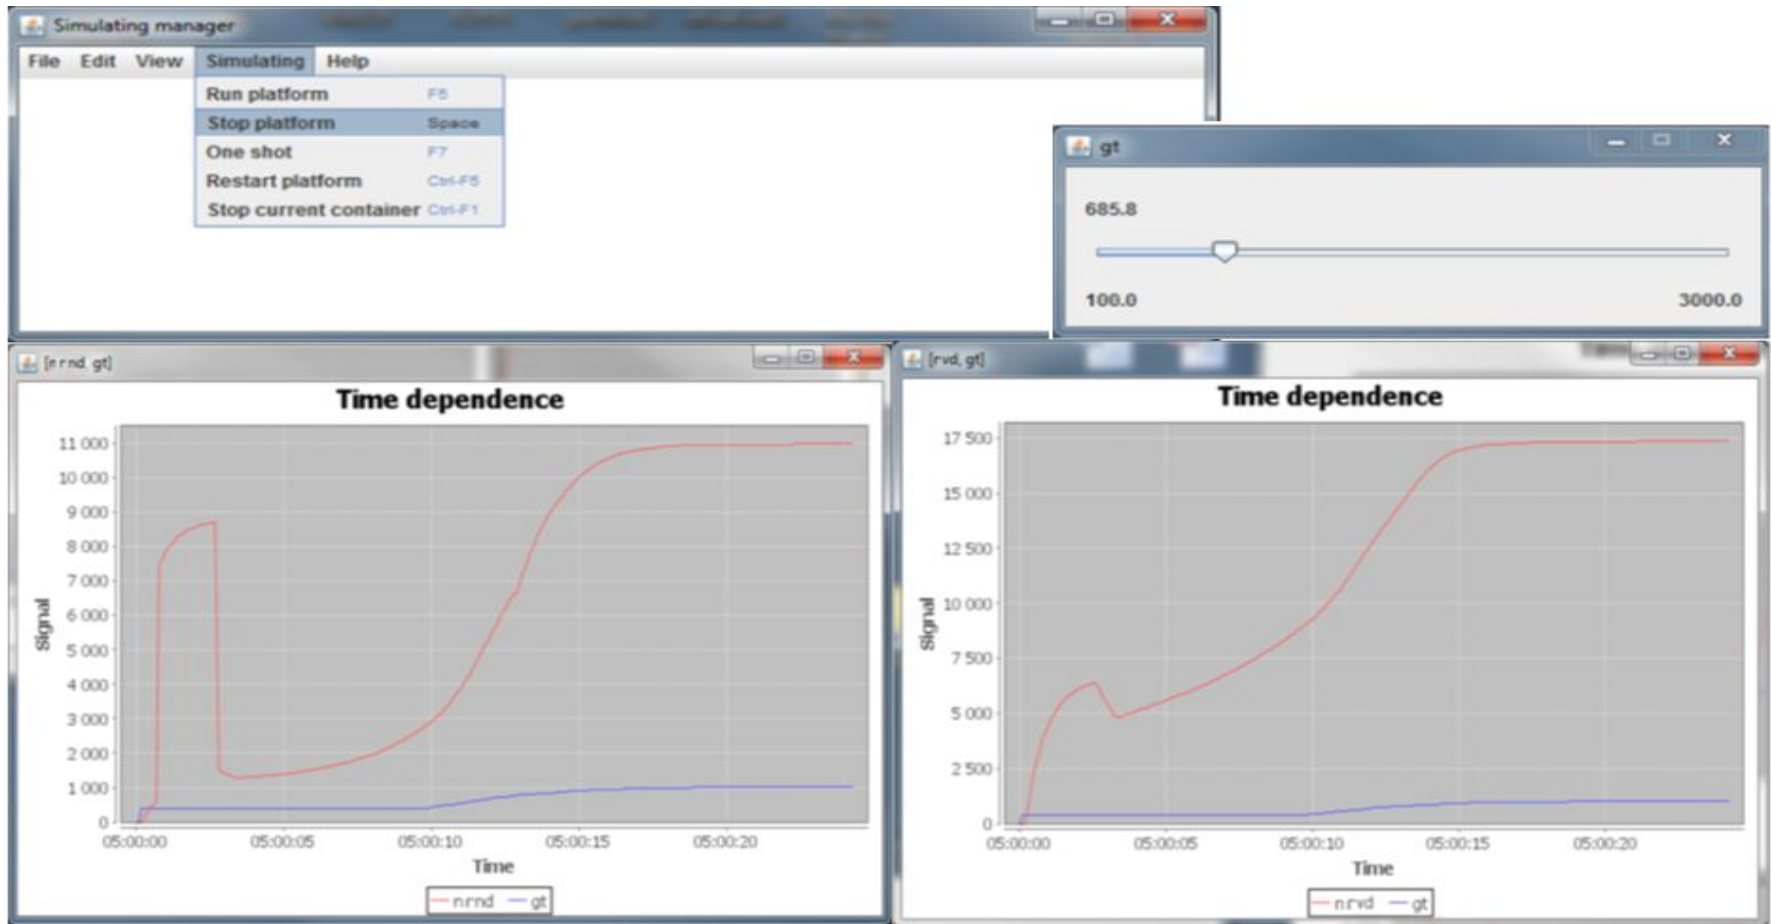 Simulating manager
File Edit View Simulating Help
Run platform F5
Stop platform Space
One shot F7
Restart platform Ctrl-F5
Stop current container Ctrl-F1
gt
685.8
100.0 3000.0
[nrnd, gt]
Time dependence
11 000
10 000
9 000
8 000
7 000
6 000
5 000
4 000
3 000
2 000
1 000
0
Signal
05:00:00 05:00:05 05:00:10 05:00:15 05:00:20
Time
nrnd gt
[rvd, gt]
Time dependence
17 500
15 000
12 500
10 000
7 500
5 000
2 500
0
Signal
05:00:00 05:00:05 05:00:10 05:00:15 05:00:20
Time
nrvd gt